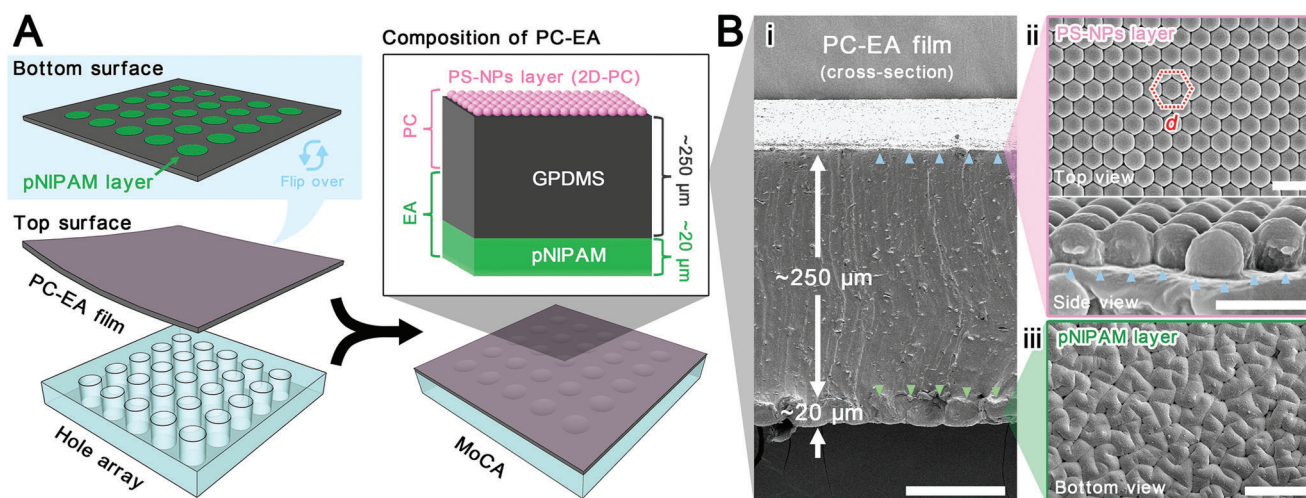 A
Bottom surface
pNIPAM layer
Flip over
Top surface
PC-EA film
Hole array
MoCA
Composition of PC-EA
PS-NPs layer (2D-PC)
PC
EA
GPDMS
pNIPAM
~250 µm
~20 µm
B
i
PC-EA film
(cross-section)
~250 µm
~20 µm
ii
PS-NPs layer
d
Top view
Side view
iii
pNIPAM layer
Bottom view